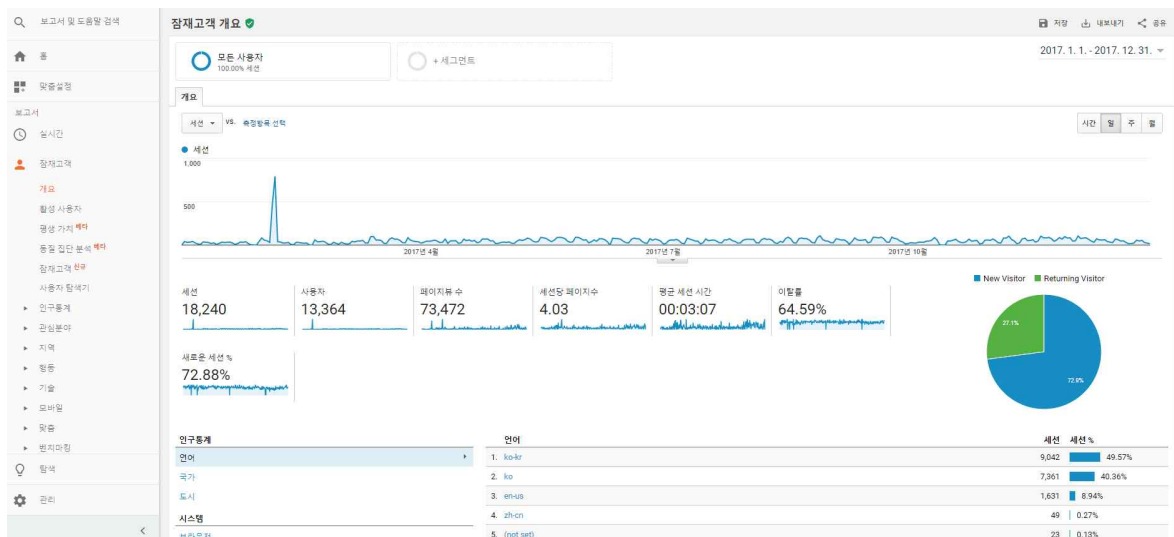 보고서 및 도움말 검색
잠재고객 개요
저장 내보내기 공유
홈
모든 사용자
100.00% 세션
+ 세그먼트
2017. 1. 1. - 2017. 12. 31.
맞춤설정
개요
보고서
세션 VS. 측정항목 선택
시간 일 주 월
실시간
세션
잠재고객
1,000
개요
500
활성 사용자
평생 가치 베타
동질 집단 분석 베타
2017년 4월 2017년 7월 2017년 10월
잠재고객 신규
New Visitor Returning Visitor
사용자 탐색기
세션 사용자 페이지뷰 수 세션당 페이지수 평균 세션 시간 이탈률
18,240 13,364 73,472 4.03 00:03:07 64.59%
인구통계
관심분야
27.1%
지역
새로운 세션 %
72.88%
72.9%
행동
기술
모바일
맞춤
벤치마킹
인구통계 언어 세션 세션 %
언어 1. ko-kr 9,042 49.57%
탐색
국가 2. ko 7,361 40.36%
도시 3. en-us 1,631 8.94%
관리
시스템 4. zh-cn 49 0.27%
5. (not set) 23 0.13%